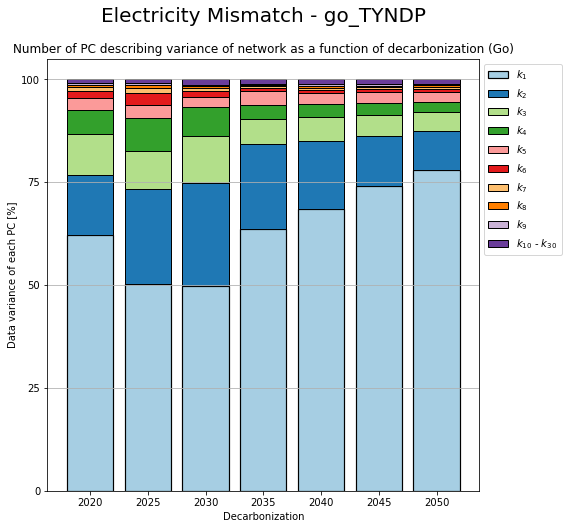 Electricity Mismatch - go_TYNDP
Number of PC describing variance of network as a function of decarbonization (Go)
Data variance of each PC [%]
100
75
50
25
0
2020 2025 2030 2035 2040 2045 2050
Decarbonization
k1
k2
k3
k4
k5
k6
k7
k8
k9
k10 - k30